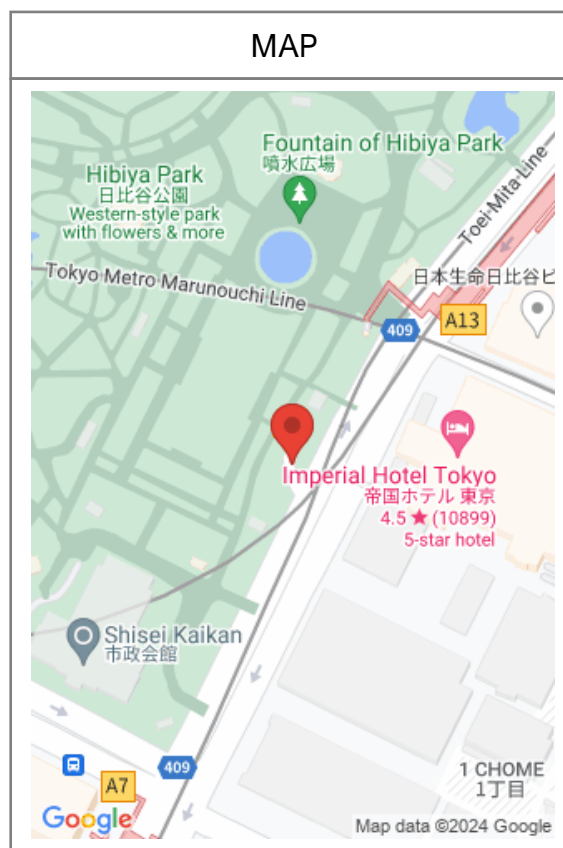 MAP
Fountain of Hibiya Park
噴水広場
Hibiya Park
日比谷公園
Western-style park
with flowers & more
Toei Mita Line
Tokyo Metro Marunouchi Line
日本生命日比谷ビ
A13
409
Imperial Hotel Tokyo
帝国ホテル 東京
4.5 ★ (10899)
5-star hotel
Shisei Kaikan
市政会館
409
A7
1 CHOME
1丁目
Google
Map data ©2024 Google